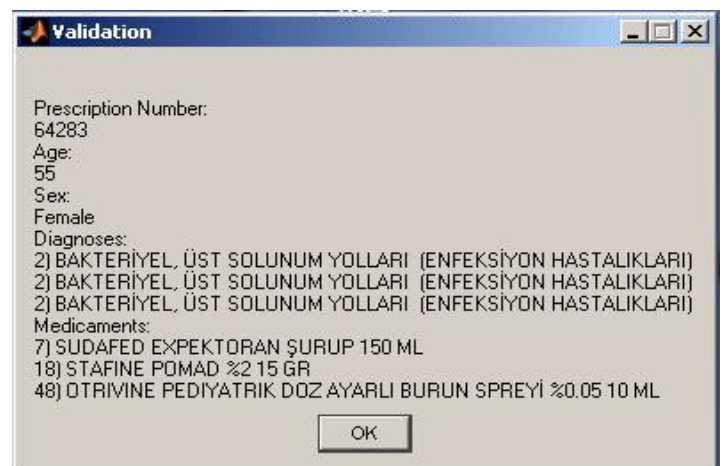 Validation
Prescription Number:
64283
Age:
55
Sex:
Female
Diagnoses:
2) BAKTERİYEL, ÜST SOLUNUM YOLLARI (ENFEKSİYON HASTALIKLARI)
2) BAKTERİYEL, ÜST SOLUNUM YOLLARI (ENFEKSİYON HASTALIKLARI)
2) BAKTERİYEL, ÜST SOLUNUM YOLLARI (ENFEKSİYON HASTALIKLARI)
Medicaments:
7) SUDAFED EXPEKTORAN ŞURUP 150 ML
18) STAFINE POMAD %2 15 GR
48) OTRIVINE PEDIYATRIK DOZ AYARLI BURUN SPREYİ %0.05 10 ML
OK